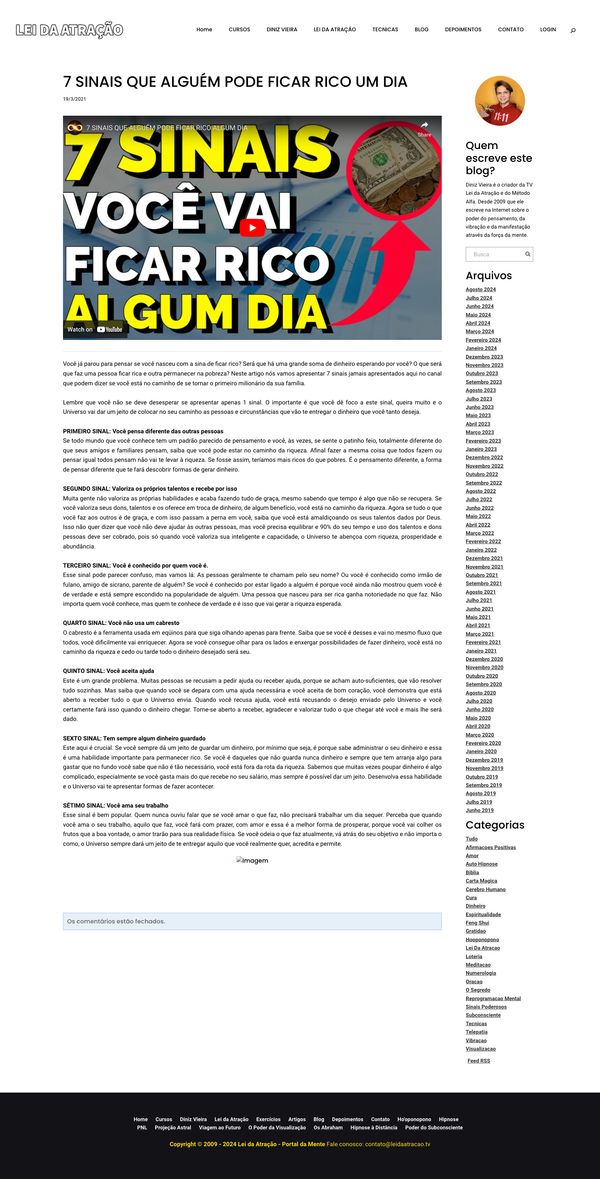 LEI DA ATRAÇÃO
Home CURSOS DINIZ VIEIRA LEI DA ATRAÇÃO TECNICAS BLOG DEPOIMENTOS CONTATO LOGIN
7 SINAIS QUE ALGUÉM PODE FICAR RICO UM DIA
19/3/2021
7 SINAIS QUE ALGUÉM PODE FICAR RICO ALGUM DIA
Share
7 SINAIS
VOCÊ VAI
FICAR RICO
ALGUM DIA
Watch on YouTube
Você já parou para pensar se você nasceu com a sina de ficar rico? Será que há uma grande soma de dinheiro esperando por você? O que será
que faz uma pessoa ficar rica e outra permanecer na pobreza? Neste artigo nós vamos apresentar 7 sinais jamais apresentados aqui no canal
que podem dizer se você está no caminho de se tornar o primeiro milionário da sua família.
Lembre que você não se deve desesperar se apresentar apenas 1 sinal. O importante é que você dê foco a este sinal, queira muito e o
Universo vai dar um jeito de colocar no seu caminho as pessoas e circunstâncias que vão te entregar o dinheiro que você tanto deseja.
PRIMEIRO SINAL: Você pensa diferente das outras pessoas
Se todo mundo que você conhece tem um padrão parecido de pensamento e você, às vezes, se sente o patinho feio, totalmente diferente do
que seus amigos e familiares pensam, saiba que você pode estar no caminho da riqueza. Afinal fazer a mesma coisa que todos fazem ou
pensar igual todos pensam não vai te levar à riqueza. Se fosse assim, teríamos mais ricos do que pobres. É o pensamento diferente, a forma
de pensar diferente que te fará descobrir formas de gerar dinheiro.
SEGUNDO SINAL: Valoriza os próprios talentos e recebe por isso
Muita gente não valoriza as próprias habilidades e acaba fazendo tudo de graça, mesmo sabendo que tempo é algo que não se recupera. Se
você valoriza seus dons, talentos e os oferece em troca de dinheiro, de algum benefício, você está no caminho da riqueza. Agora se tudo o que
você faz aos outros é de graça, e com isso passam a perna em você, saiba que você está amaldiçoando os seus talentos dados por Deus.
Isso não quer dizer que você não deve ajudar às outras pessoas, mas você precisa equilibrar e 90% do seu tempo e uso dos talentos e dons
pessoas deve ser cobrado, pois só quando você valoriza sua inteligente e capacidade, o Universo te abençoa com riqueza, prosperidade e
abundância.
TERCEIRO SINAL: Você é conhecido por quem você é.
Esse sinal pode parecer confuso, mas vamos lá: As pessoas geralmente te chamam pelo seu nome? Ou você é conhecido como irmão de
fulano, amigo de sicrano, parente de alguém? Se você é conhecido por estar ligado a alguém é porque você ainda não mostrou quem você é
de verdade e está sempre escondido na popularidade de alguém. Uma pessoa que nasceu para ser rica ganha notoriedade no que faz. Não
importa quem você conhece, mas quem te conhece de verdade e é isso que vai gerar a riqueza esperada.
QUARTO SINAL: Você não usa um cabresto
O cabresto é a ferramenta usada em eqüinos para que siga olhando apenas para frente. Saiba que se você é desses e vai no mesmo fluxo que
todos, você dificilmente vai enriquecer. Agora se você consegue olhar para os lados e enxergar possibilidades de fazer dinheiro, você está no
caminho da riqueza e cedo ou tarde todo o dinheiro desejado será seu.
QUINTO SINAL: Você aceita ajuda
Este é um grande problema. Muitas pessoas se recusam a pedir ajuda ou receber ajuda, porque se acham auto-suficientes, que vão resolver
tudo sozinhas. Mas saiba que quando você se depara com uma ajuda necessária e você aceita de bom coração, você demonstra que está
aberto a receber tudo o que o Universo envia. Quando você recusa ajuda, você está recusando o desejo enviado pelo Universo e você
certamente fará isso quando o dinheiro chegar. Torne-se aberto a receber, agradecer e valorizar tudo o que chegar até você e mais lhe será
dado.
SEXTO SINAL: Tem sempre algum dinheiro guardado
Este aqui é crucial. Se você sempre dá um jeito de guardar um dinheiro, por mínimo que seja, é porque sabe administrar o seu dinheiro e essa
é uma habilidade importante para permanecer rico. Se você é daqueles que não guarda nunca dinheiro e sempre que tem arranja algo para
gastar que no fundo você sabe que não é tão necessário, você está fora da rota da riqueza. Sabemos que muitas vezes poupar dinheiro é algo
complicado, especialmente se você gasta mais do que recebe no seu salário, mas sempre é possível dar um jeito. Desenvolva essa habilidade
e o Universo vai te apresentar formas de fazer acontecer.
SÉTIMO SINAL: Você ama seu trabalho
Esse sinal é bem popular. Quem nunca ouviu falar que se você amar o que faz, não precisará trabalhar um dia sequer. Perceba que quando
você ama o seu trabalho, aquilo que faz, você fará com prazer, com amor e essa é a melhor forma de prosperar, porque você vai colher os
frutos que a boa vontade, o amor trarão para sua realidade física. Se você odeia o que faz atualmente, vá atrás do seu objetivo e não importa o
como, o Universo sempre dará um jeito de te entregar aquilo que você realmente quer, acredita e permite.
Imagem
Os comentários estão fechados.
11:11
Quem
escreve este
blog?
Diniz Vieira é o criador da TV
Lei da Atração e do Método
Alfa. Desde 2009 que ele
escreve na Internet sobre o
poder do pensamento, da
vibração e da manifestação
através da força da mente.
Busca
Arquivos
Agosto 2024
Julho 2024
Junho 2024
Maio 2024
Abril 2024
Março 2024
Fevereiro 2024
Janeiro 2024
Dezembro 2023
Novembro 2023
Outubro 2023
Setembro 2023
Agosto 2023
Julho 2023
Junho 2023
Maio 2023
Abril 2023
Março 2023
Fevereiro 2023
Janeiro 2023
Dezembro 2022
Novembro 2022
Outubro 2022
Setembro 2022
Agosto 2022
Julho 2022
Junho 2022
Maio 2022
Abril 2022
Março 2022
Fevereiro 2022
Janeiro 2022
Dezembro 2021
Novembro 2021
Outubro 2021
Setembro 2021
Agosto 2021
Julho 2021
Junho 2021
Maio 2021
Abril 2021
Março 2021
Fevereiro 2021
Janeiro 2021
Dezembro 2020
Novembro 2020
Outubro 2020
Setembro 2020
Agosto 2020
Julho 2020
Junho 2020
Maio 2020
Abril 2020
Março 2020
Fevereiro 2020
Janeiro 2020
Dezembro 2019
Novembro 2019
Outubro 2019
Setembro 2019
Agosto 2019
Julho 2019
Junho 2019
Categorias
Tudo
Afirmacoes Positivas
Amor
Auto Hipnose
Bíblia
Carta Magica
Cerebro Humano
Cura
Dinheiro
Espiritualidade
Feng Shui
Gratidao
Hooponopono
Lei Da Atracao
Loteria
Meditacao
Numerologia
Oracao
O Segredo
Reprogramacao Mental
Sinais Poderosos
Subconsciente
Tecnicas
Telepatia
Vibracao
Visualizacao
Feed RSS
Home Cursos Diniz Vieira Lei da Atração Exercícios Artigos Blog Depoimentos Contato Ho'oponopono Hipnose
PNL Projeção Astral Viagem ao Futuro O Poder da Visualização Os Abraham Hipnose à Distância Poder do Subconsciente
Copyright © 2009 - 2024 Lei da Atração - Portal da Mente Fale conosco: contato@leidaatracao.tv